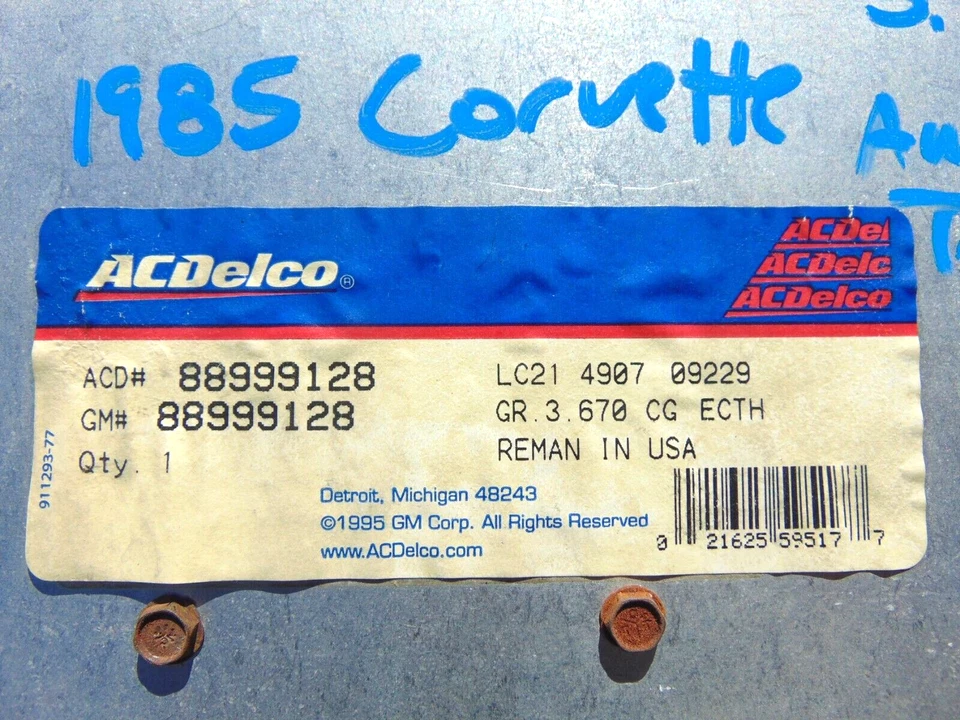 1985 Corvette
ACDelco®
ACDel
ACDelc
ACDelco
ACD# 88999128
GM# 88999128
Qty. 1
LC21 4907 09229
GR.3.670 CG ECTH
REMAN IN USA
911293-77
Detroit, Michigan 48243
©1995 GM Corp. All Rights Reserved
www.ACDelco.com
0 21625 59517 7